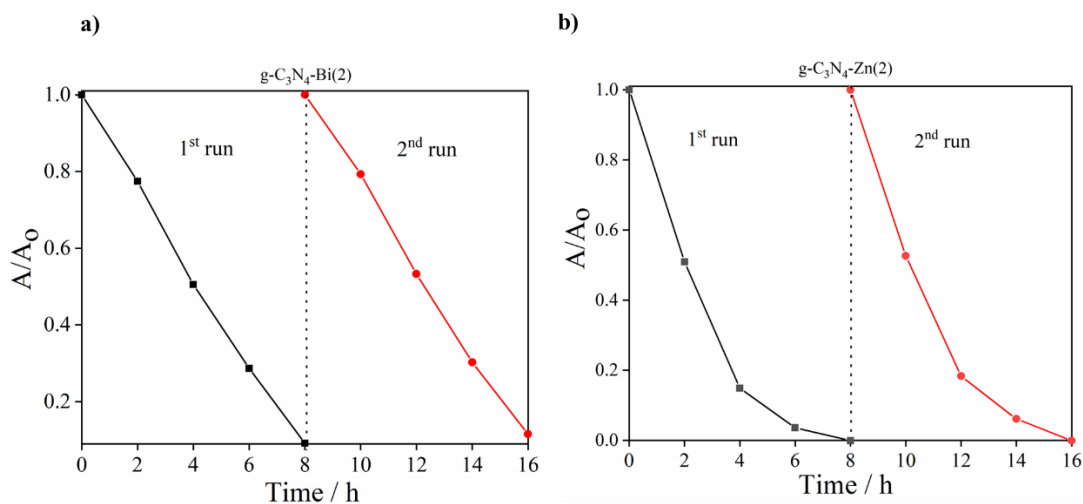 a)
g-C₃N₄-Bi(2)
1.0
0.8
0.6
0.4
0.2
A/A₀
1ˢᵗ run
2ⁿᵈ run
0 2 4 6 8 10 12 14 16
Time / h
b)
g-C₃N₄-Zn(2)
1.0
0.8
0.6
0.4
0.2
0.0
A/A₀
1ˢᵗ run
2ⁿᵈ run
0 2 4 6 8 10 12 14 16
Time / h